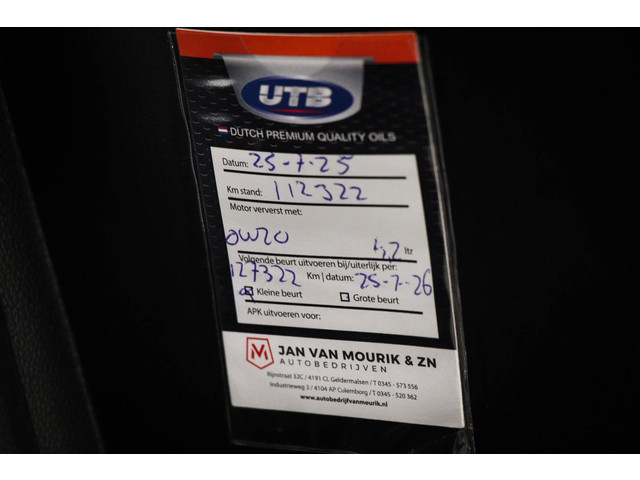 UTB
DUTCH PREMIUM QUALITY OILS
Datum: 25-7-25
Km stand: 112322
Motor ververst met:
0W20 4,2 ltr
Volgende beurt uitvoeren bij/uiterlijk per:
127322 Km | datum: 25-7-26
Kleine beurt Grote beurt
APK uitvoeren voor:
JAN VAN MOURIK & ZN
AUTOBEDRIJVEN
Rijnstraat 32C / 4191 CL Geldermalsen / T 0345 - 573 556
Industrieweg 3 / 4104 AP Culemborg / T 0345 - 520 362
www.autobedrijfvanmourik.nl